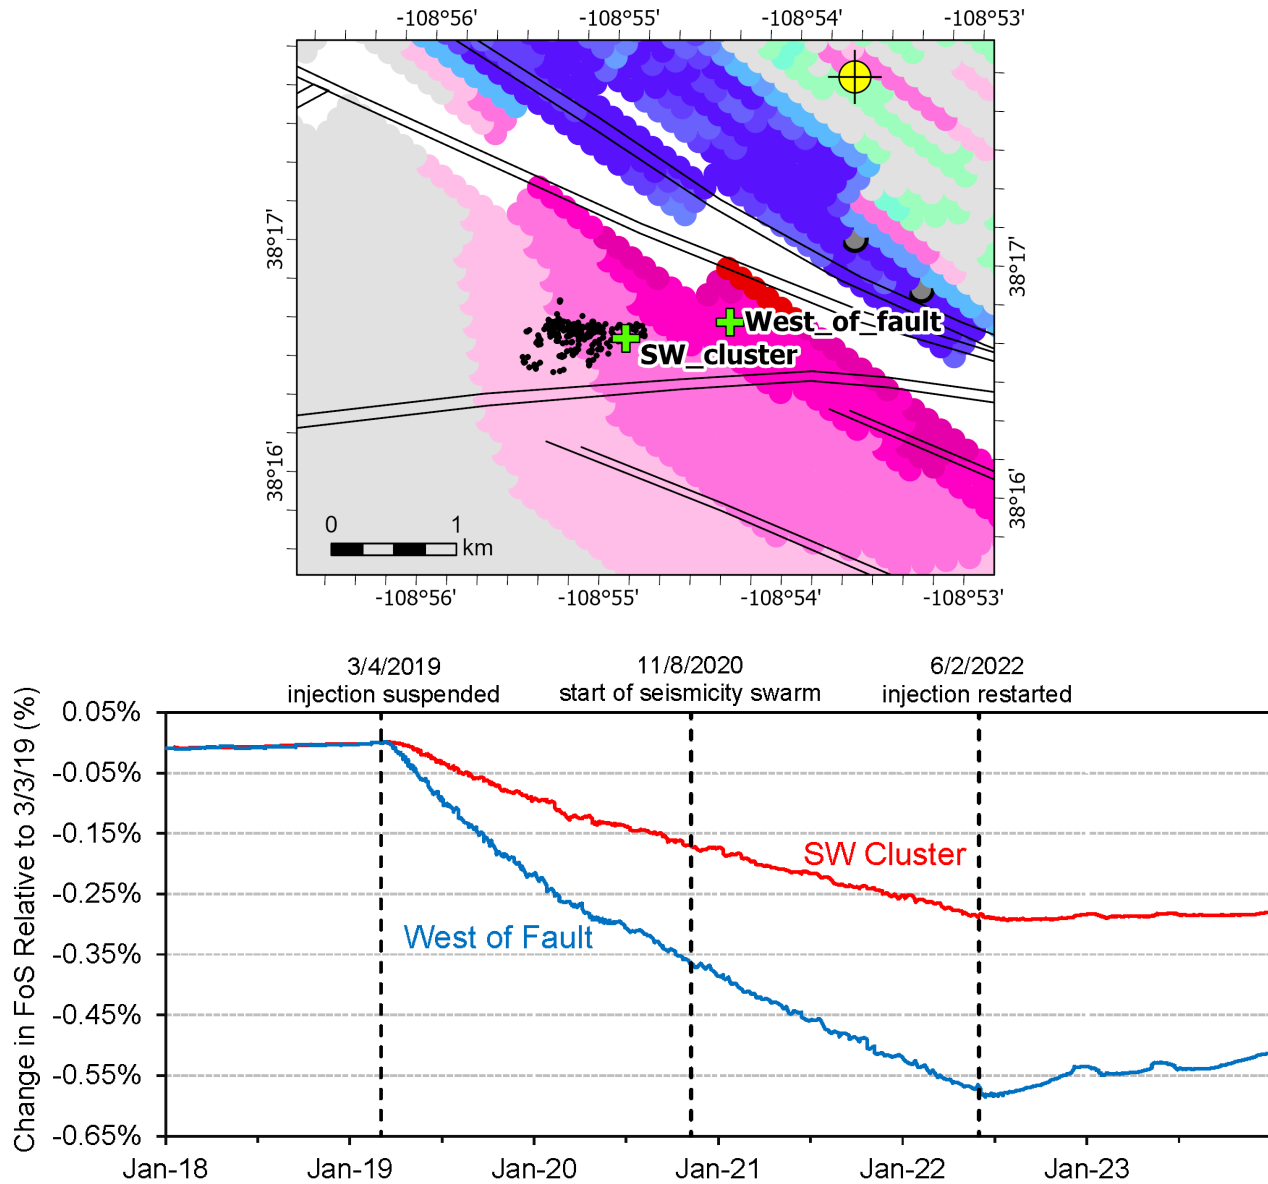 -108°56' -108°55' -108°54' -108°53'
38°17'
38°17'
West_of_fault
SW_cluster
38°16'
38°16'
0 1
km
-108°56' -108°55' -108°54' -108°53'
3/4/2019 11/8/2020 6/2/2022
injection suspended start of seismicity swarm injection restarted
Change in FoS Relative to 3/3/19 (%)
0.05%
-0.05%
-0.15%
SW Cluster
-0.25%
West of Fault
-0.35%
-0.45%
-0.55%
-0.65%
Jan-18 Jan-19 Jan-20 Jan-21 Jan-22 Jan-23